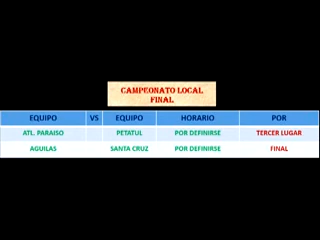 CAMPEONATO LOCAL
FINAL
EQUIPO VS EQUIPO HORARIO POR
ATL. PARAISO PETATUL POR DEFINIRSE TERCER LUGAR
AGUILAS SANTA CRUZ POR DEFINIRSE FINAL